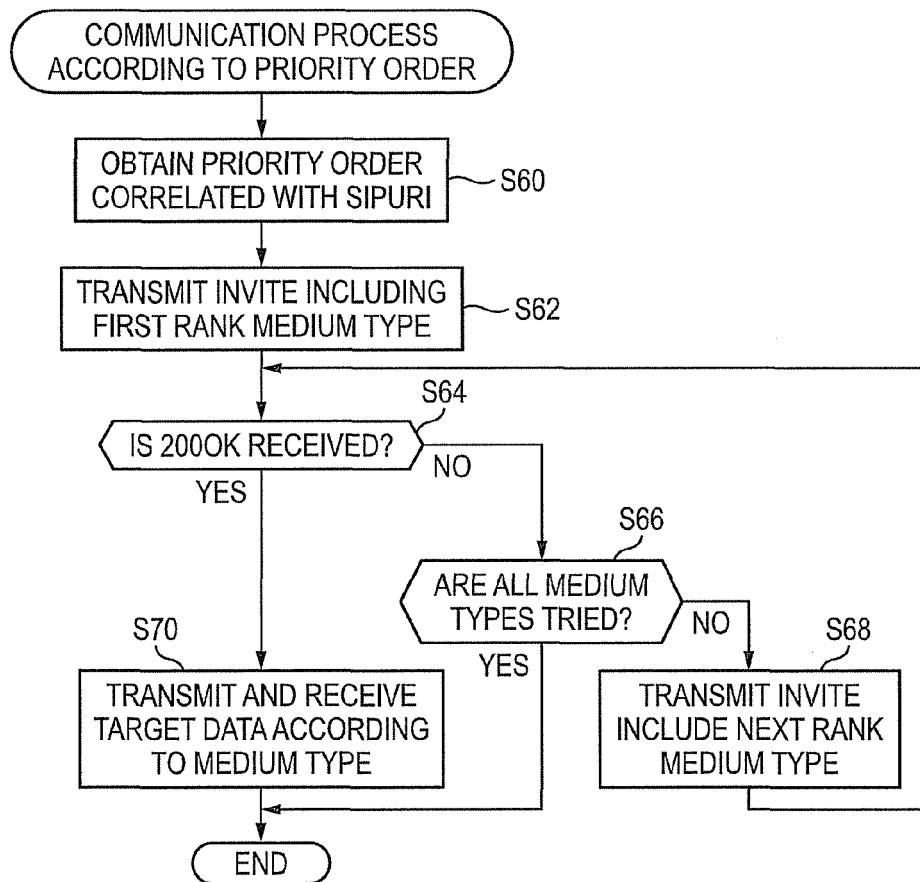 COMMUNICATION PROCESS
ACCORDING TO PRIORITY ORDER
OBTAIN PRIORITY ORDER
CORRELATED WITH SIPURI
S60
TRANSMIT INVITE INCLUDING
FIRST RANK MEDIUM TYPE
S62
S64
IS 200OK RECEIVED?
NO
YES
S66
ARE ALL MEDIUM
TYPES TRIED?
NO
YES
S70
TRANSMIT AND RECEIVE
TARGET DATA ACCORDING
TO MEDIUM TYPE
S68
TRANSMIT INVITE
INCLUDE NEXT RANK
MEDIUM TYPE
END